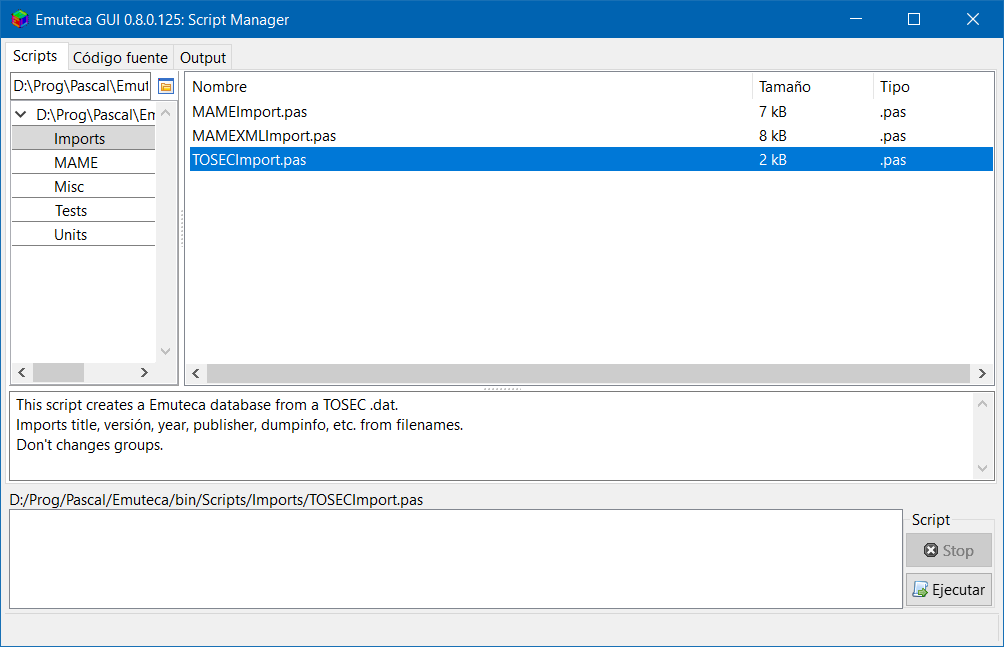 Emuteca GUI 0.8.0.125: Script Manager
Scripts Código fuente Output
D:\Prog\Pascal\Emut
D:\Prog\Pascal\Em
Imports
MAME
Misc
Tests
Units
Nombre Tamaño Tipo
MAMEImport.pas 7 kB .pas
MAMEXMLImport.pas 8 kB .pas
TOSECImport.pas 2 kB .pas
This script creates a Emuteca database from a TOSEC .dat.
Imports title, versión, year, publisher, dumpinfo, etc. from filenames.
Don't changes groups.
D:/Prog/Pascal/Emuteca/bin/Scripts/Imports/TOSECImport.pas
Script
Stop
Ejecutar